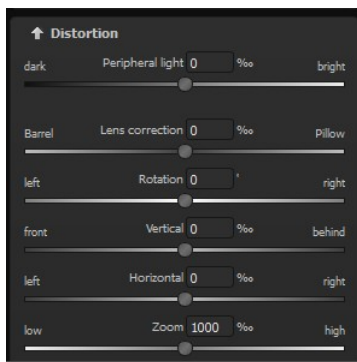 Distortion
dark Peripheral light 0 ‰ bright
Barrel Lens correction 0 ‰ Pillow
left Rotation 0 ' right
front Vertical 0 ‰ behind
left Horizontal 0 ‰ right
low Zoom 1000 ‰ high